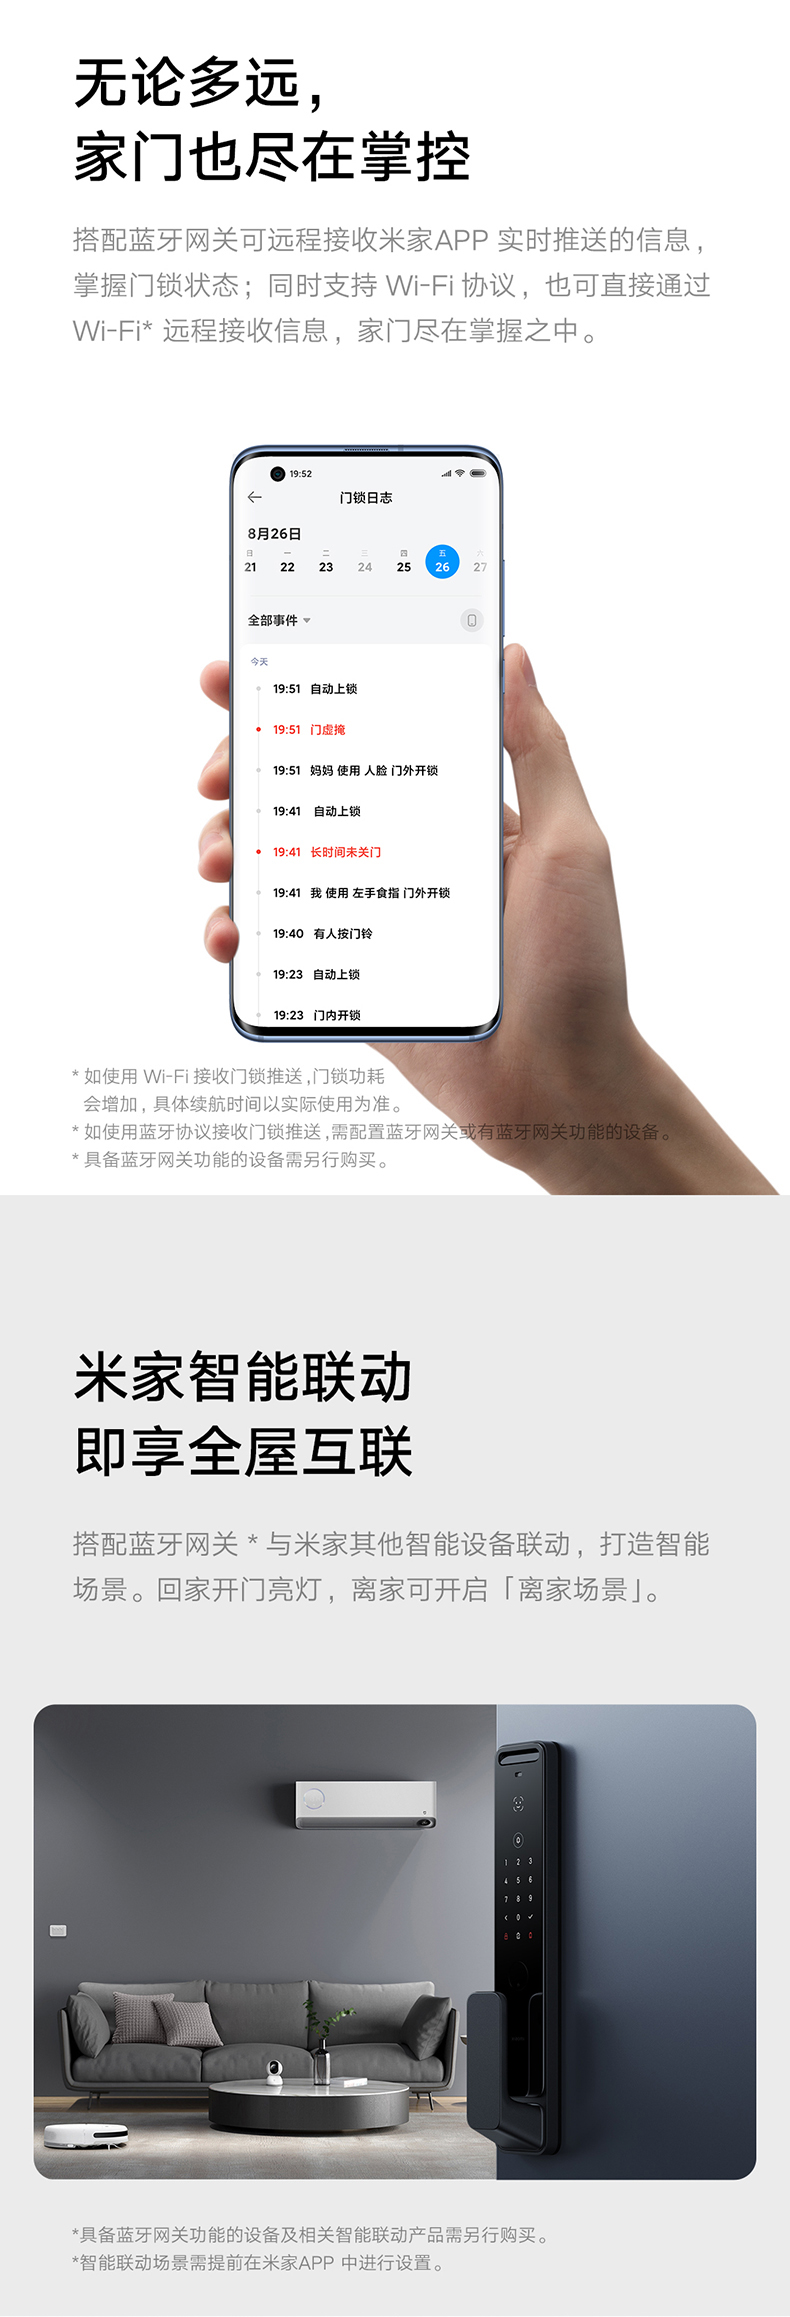 无论多远，
家门也尽在掌控
搭配蓝牙网关可远程接收米家APP 实时推送的信息，
掌握门锁状态；同时支持 Wi-Fi 协议，也可直接通过
Wi-Fi* 远程接收信息，家门尽在掌握之中。
19:52
门锁日志
8月26日
日 一 二 三 四 五 六
21 22 23 24 25 26 27
全部事件
今天
19:51 自动上锁
19:51 门虚掩
19:51 妈妈 使用 人脸 门外开锁
19:41 自动上锁
19:41 长时间未关门
19:41 我 使用 左手食指 门外开锁
19:40 有人按门铃
19:23 自动上锁
19:23 门内开锁
* 如使用 Wi-Fi 接收门锁推送,门锁功耗
会增加，具体续航时间以实际使用为准。
* 如使用蓝牙协议接收门锁推送,需配置蓝牙网关或有蓝牙网关功能的设备。
* 具备蓝牙网关功能的设备需另行购买。
米家智能联动
即享全屋互联
搭配蓝牙网关 * 与米家其他智能设备联动，打造智能
场景。回家开门亮灯，离家可开启「离家场景」。
1 2 3
4 5 6
7 8 9
0
*具备蓝牙网关功能的设备及相关智能联动产品需另行购买。
*智能联动场景需提前在米家APP 中进行设置。